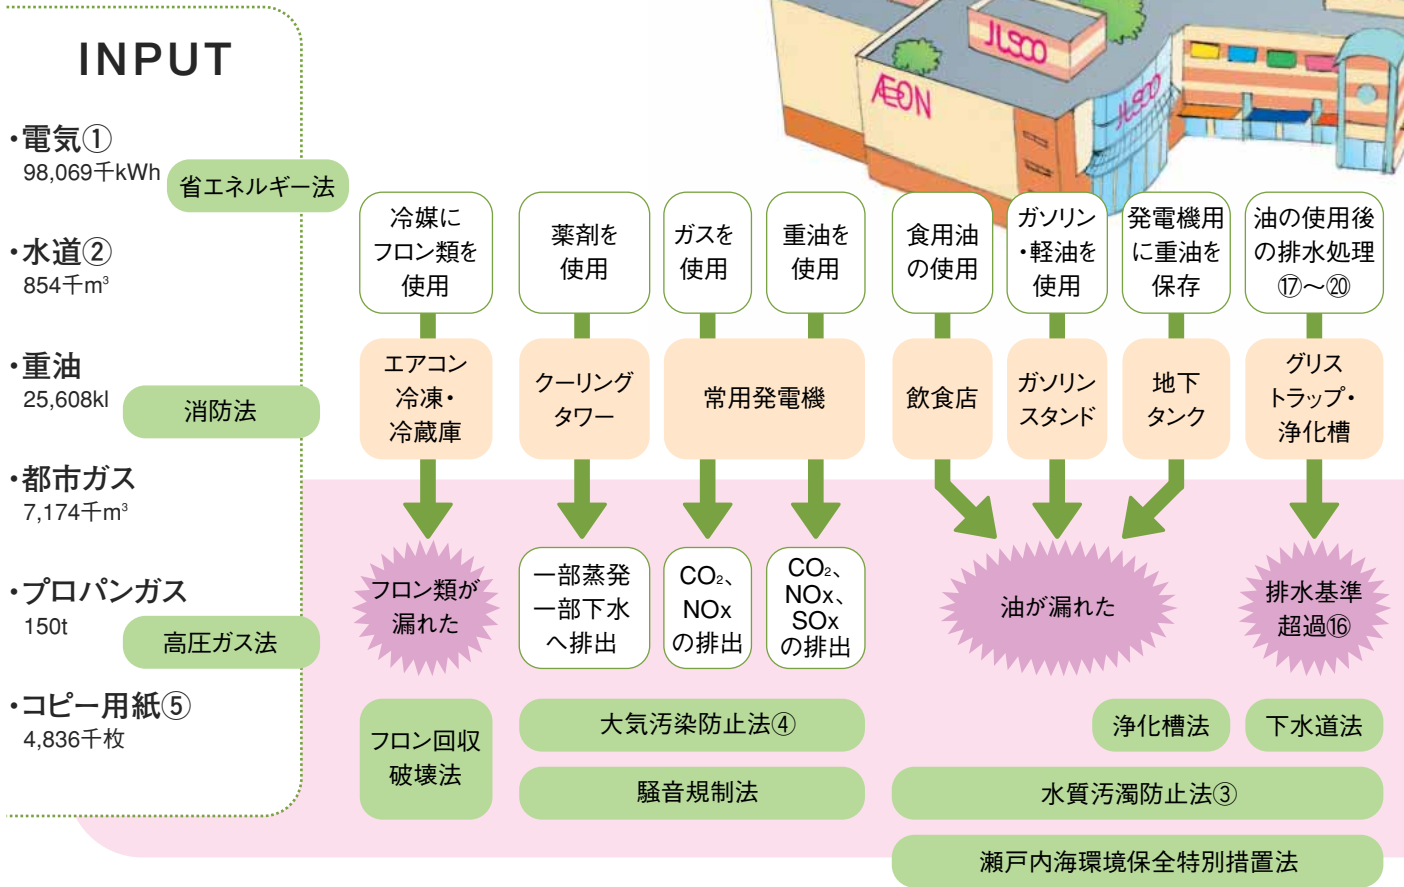 JUSCO
ÆON
JUSCO
INPUT
・電気①
98,069千kWh
省エネルギー法
・水道②
854千m³
・重油
25,608kl
消防法
・都市ガス
7,174千m³
・プロパンガス
150t
高圧ガス法
・コピー用紙⑤
4,836千枚
冷媒に
フロン類を
使用
薬剤を
使用
ガスを
使用
重油を
使用
食用油
の使用
ガソリン
・軽油を
使用
発電機用
に重油を
保存
油の使用後
の排水処理
⑰〜⑳
エアコン
冷凍・
冷蔵庫
クーリング
タワー
常用発電機
飲食店
ガソリン
スタンド
地下
タンク
グリス
トラップ・
浄化槽
フロン類が
漏れた
一部蒸発
一部下水
へ排出
CO₂、
NOx
の排出
CO₂、
NOx、
SOx
の排出
油が漏れた
排水基準
超過⑯
フロン回収
破壊法
大気汚染防止法④
騒音規制法
浄化槽法
下水道法
水質汚濁防止法③
瀬戸内海環境保全特別措置法